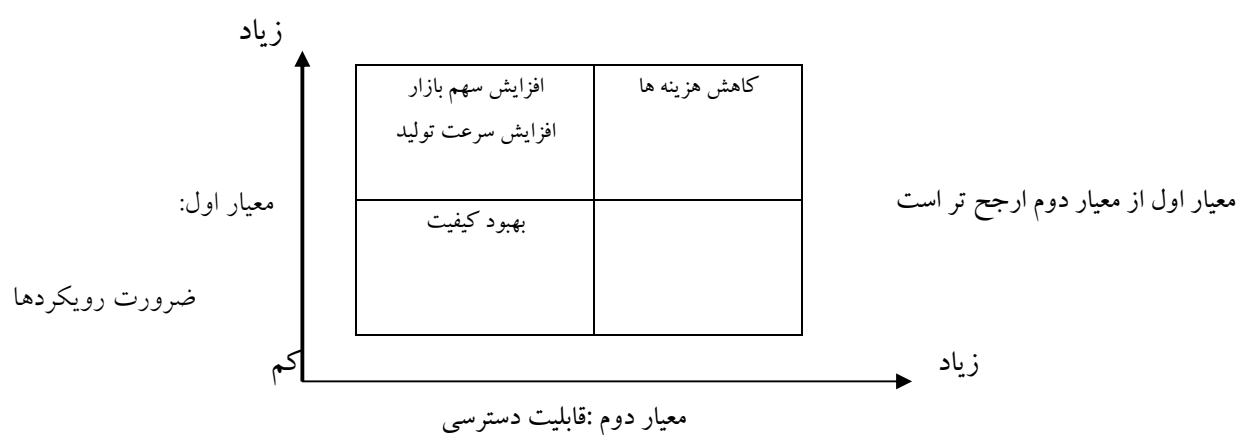 زیاد
کاهش هزینه ها
افزایش سهم بازار
افزایش سرعت تولید
معیار اول از معیار دوم ارجح تر است
معیار اول:
بهبود کیفیت
ضرورت رویکردها
کم
زیاد
معیار دوم :قابلیت دسترسی